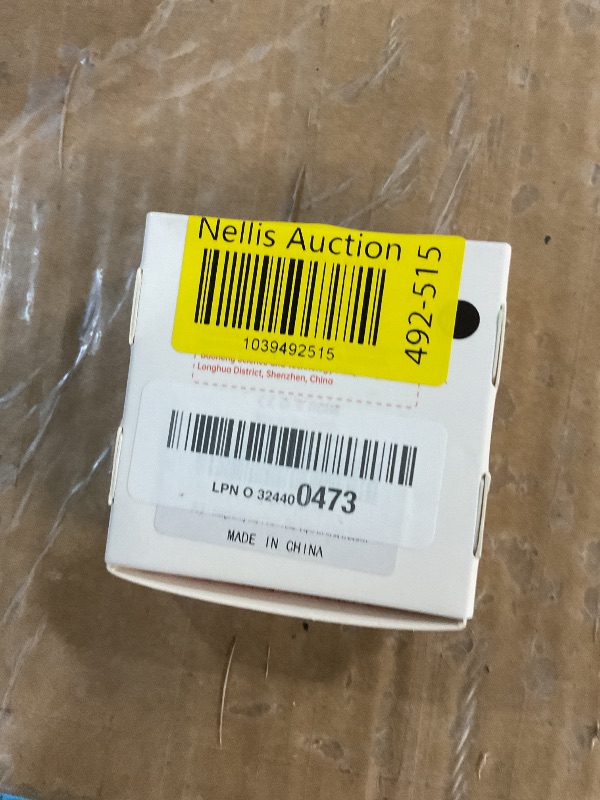 Nellis Auction
492-515
1039492515
Longhua District, Shenzhen, China
LPN O 324400473
MADE IN CHINA